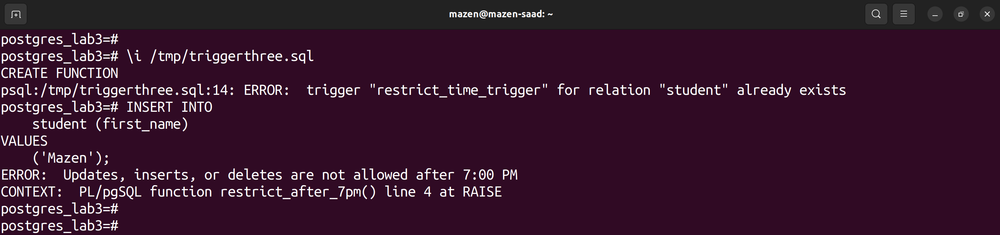 mazen@mazen-saad: ~
postgres_lab3=#
postgres_lab3=# \i /tmp/triggerthree.sql
CREATE FUNCTION
psql:/tmp/triggerthree.sql:14: ERROR:  trigger "restrict_time_trigger" for relation "student" already exists
postgres_lab3=# INSERT INTO
    student (first_name)
VALUES
    ('Mazen');
ERROR:  Updates, inserts, or deletes are not allowed after 7:00 PM
CONTEXT:  PL/pgSQL function restrict_after_7pm() line 4 at RAISE
postgres_lab3=#
postgres_lab3=#